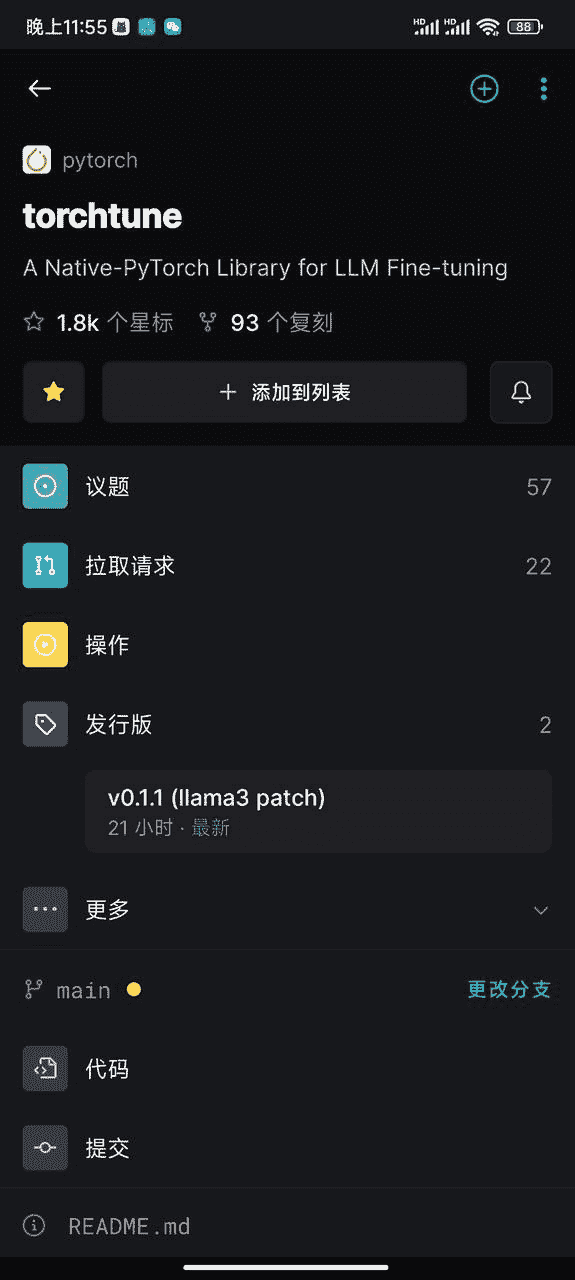 晚上11:55
HD HD 88
pytorch
torchtune
A Native-PyTorch Library for LLM Fine-tuning
1.8k 个星标 93 个复刻
添加到列表
议题 57
拉取请求 22
操作
发行版 2
v0.1.1 (llama3 patch)
21 小时 · 最新
更多
main 更改分支
代码
提交
README.md